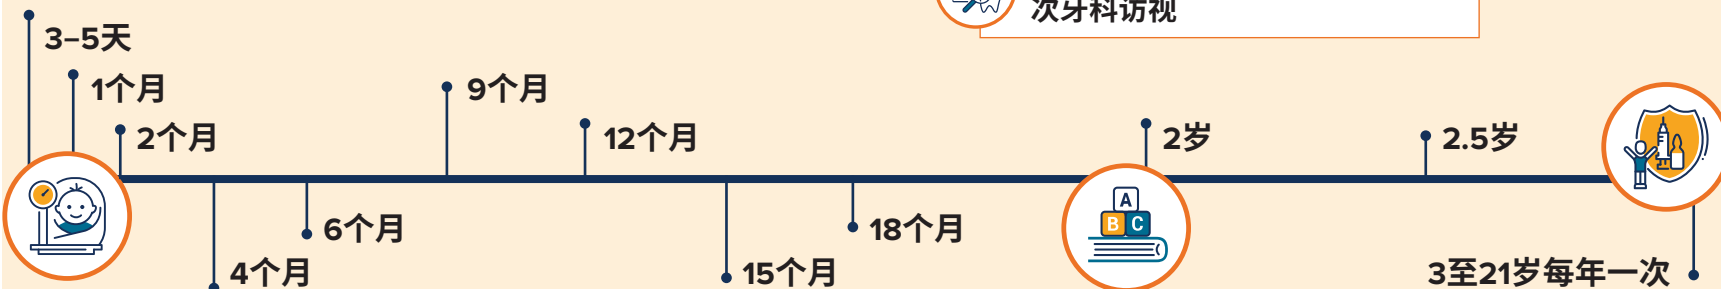 次牙科访视
3–5天
1个月
2个月
4个月
6个月
9个月
12个月
15个月
18个月
A
B C
2岁
2.5岁
3至21岁每年一次